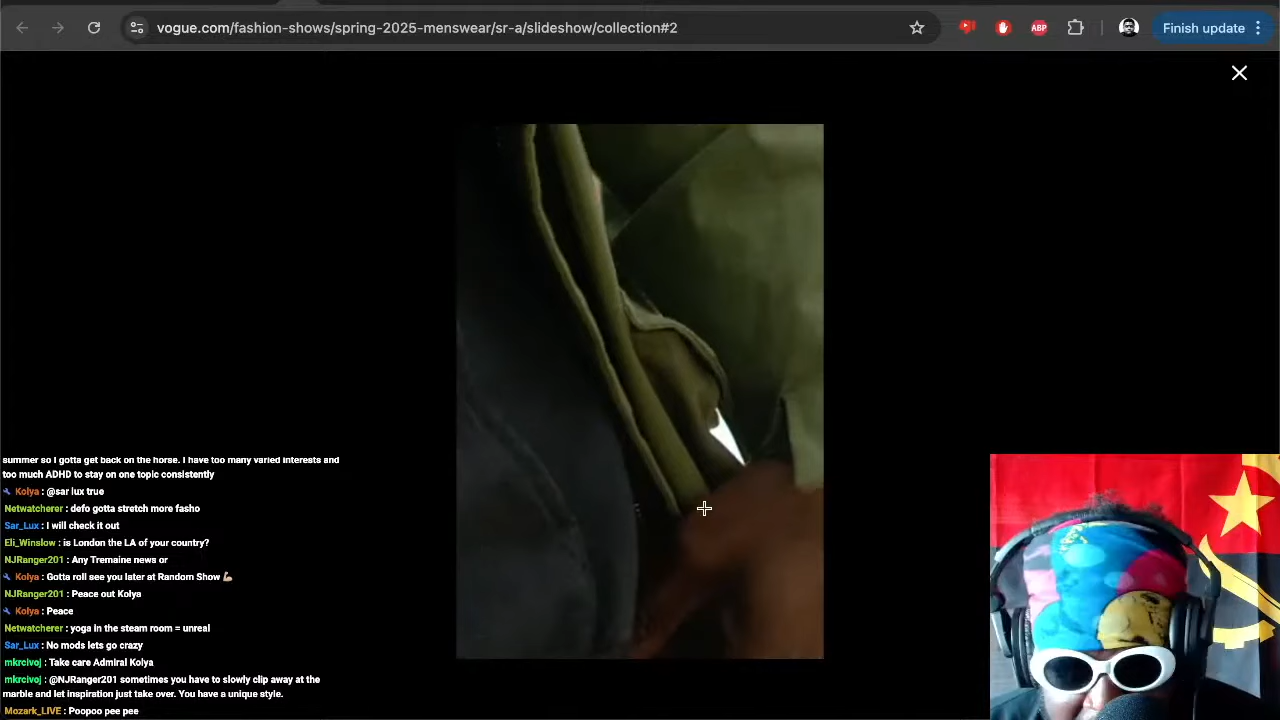 vogue.com/fashion-shows/spring-2025-menswear/sr-a/slideshow/collection#2
ABP
Finish update
summer so I gotta get back on the horse. I have too many varied interests and
too much ADHD to stay on one topic consistently
Kolya : @sar lux true
Netwatcherer : defo gotta stretch more fasho
Sar_Lux : I will check it out
Eli_Winslow : is London the LA of your country?
NJRanger201 : Any Tremaine news or
Kolya : Gotta roll see you later at Random Show 💪🏼
NJRanger201 : Peace out Kolya
Kolya : Peace
Netwatcherer : yoga in the steam room = unreal
Sar_Lux : No mods lets go crazy
mkrcivoj : Take care Admiral Kolya
mkrcivoj : @NJRanger201 sometimes you have to slowly clip away at the
marble and let inspiration just take over. You have a unique style.
Mozark_LIVE : Poopoo pee pee